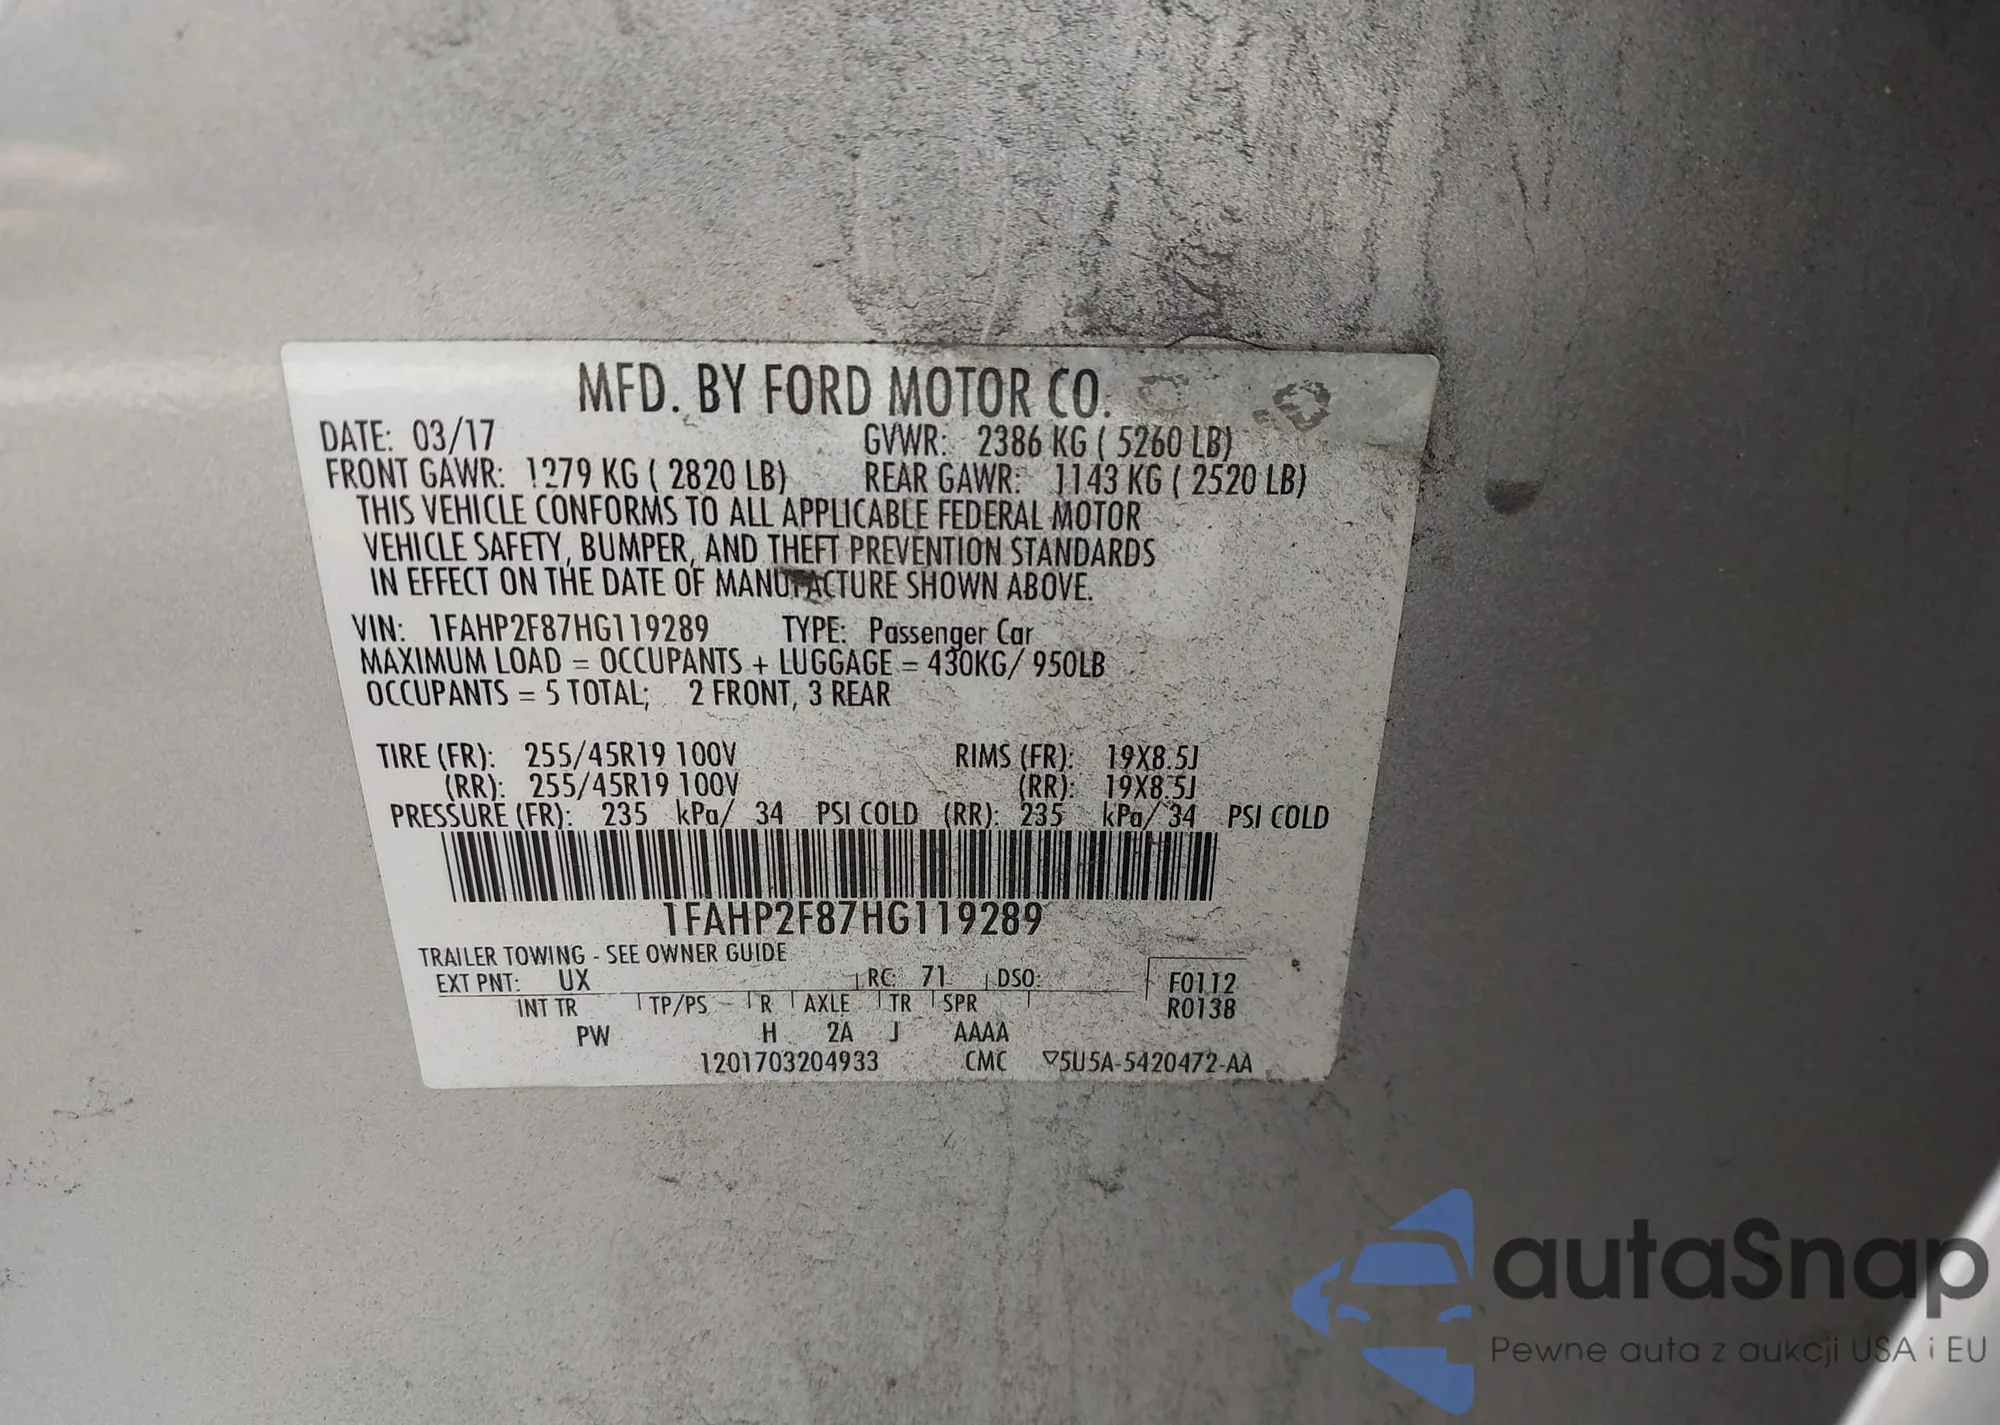 MFD. BY FORD MOTOR CO.
DATE: 03/17 GVWR: 2386 KG ( 5260 LB)
FRONT GAWR: 1279 KG ( 2820 LB) REAR GAWR: 1143 KG ( 2520 LB)
THIS VEHICLE CONFORMS TO ALL APPLICABLE FEDERAL MOTOR
VEHICLE SAFETY, BUMPER, AND THEFT PREVENTION STANDARDS
IN EFFECT ON THE DATE OF MANUFACTURE SHOWN ABOVE.
VIN: 1FAHP2F87HG119289 TYPE: Passenger Car
MAXIMUM LOAD = OCCUPANTS + LUGGAGE = 430KG/ 950LB
OCCUPANTS = 5 TOTAL; 2 FRONT, 3 REAR
TIRE (FR): 255/45R19 100V RIMS (FR): 19X8.5J
(RR): 255/45R19 100V (RR): 19X8.5J
PRESSURE (FR): 235 kPa/ 34 PSI COLD (RR): 235 kPa/ 34 PSI COLD
1FAHP2F87HG119289
TRAILER TOWING - SEE OWNER GUIDE
EXT PNT: UX RC: 71 DSO: F0112
INT TR TP/PS R AXLE TR SPR R0138
PW H 2A J AAAA
1201703204933 CMC ▽5U5A-5420472-AA
autaSnap
Pewne auta z aukcji USA i EU